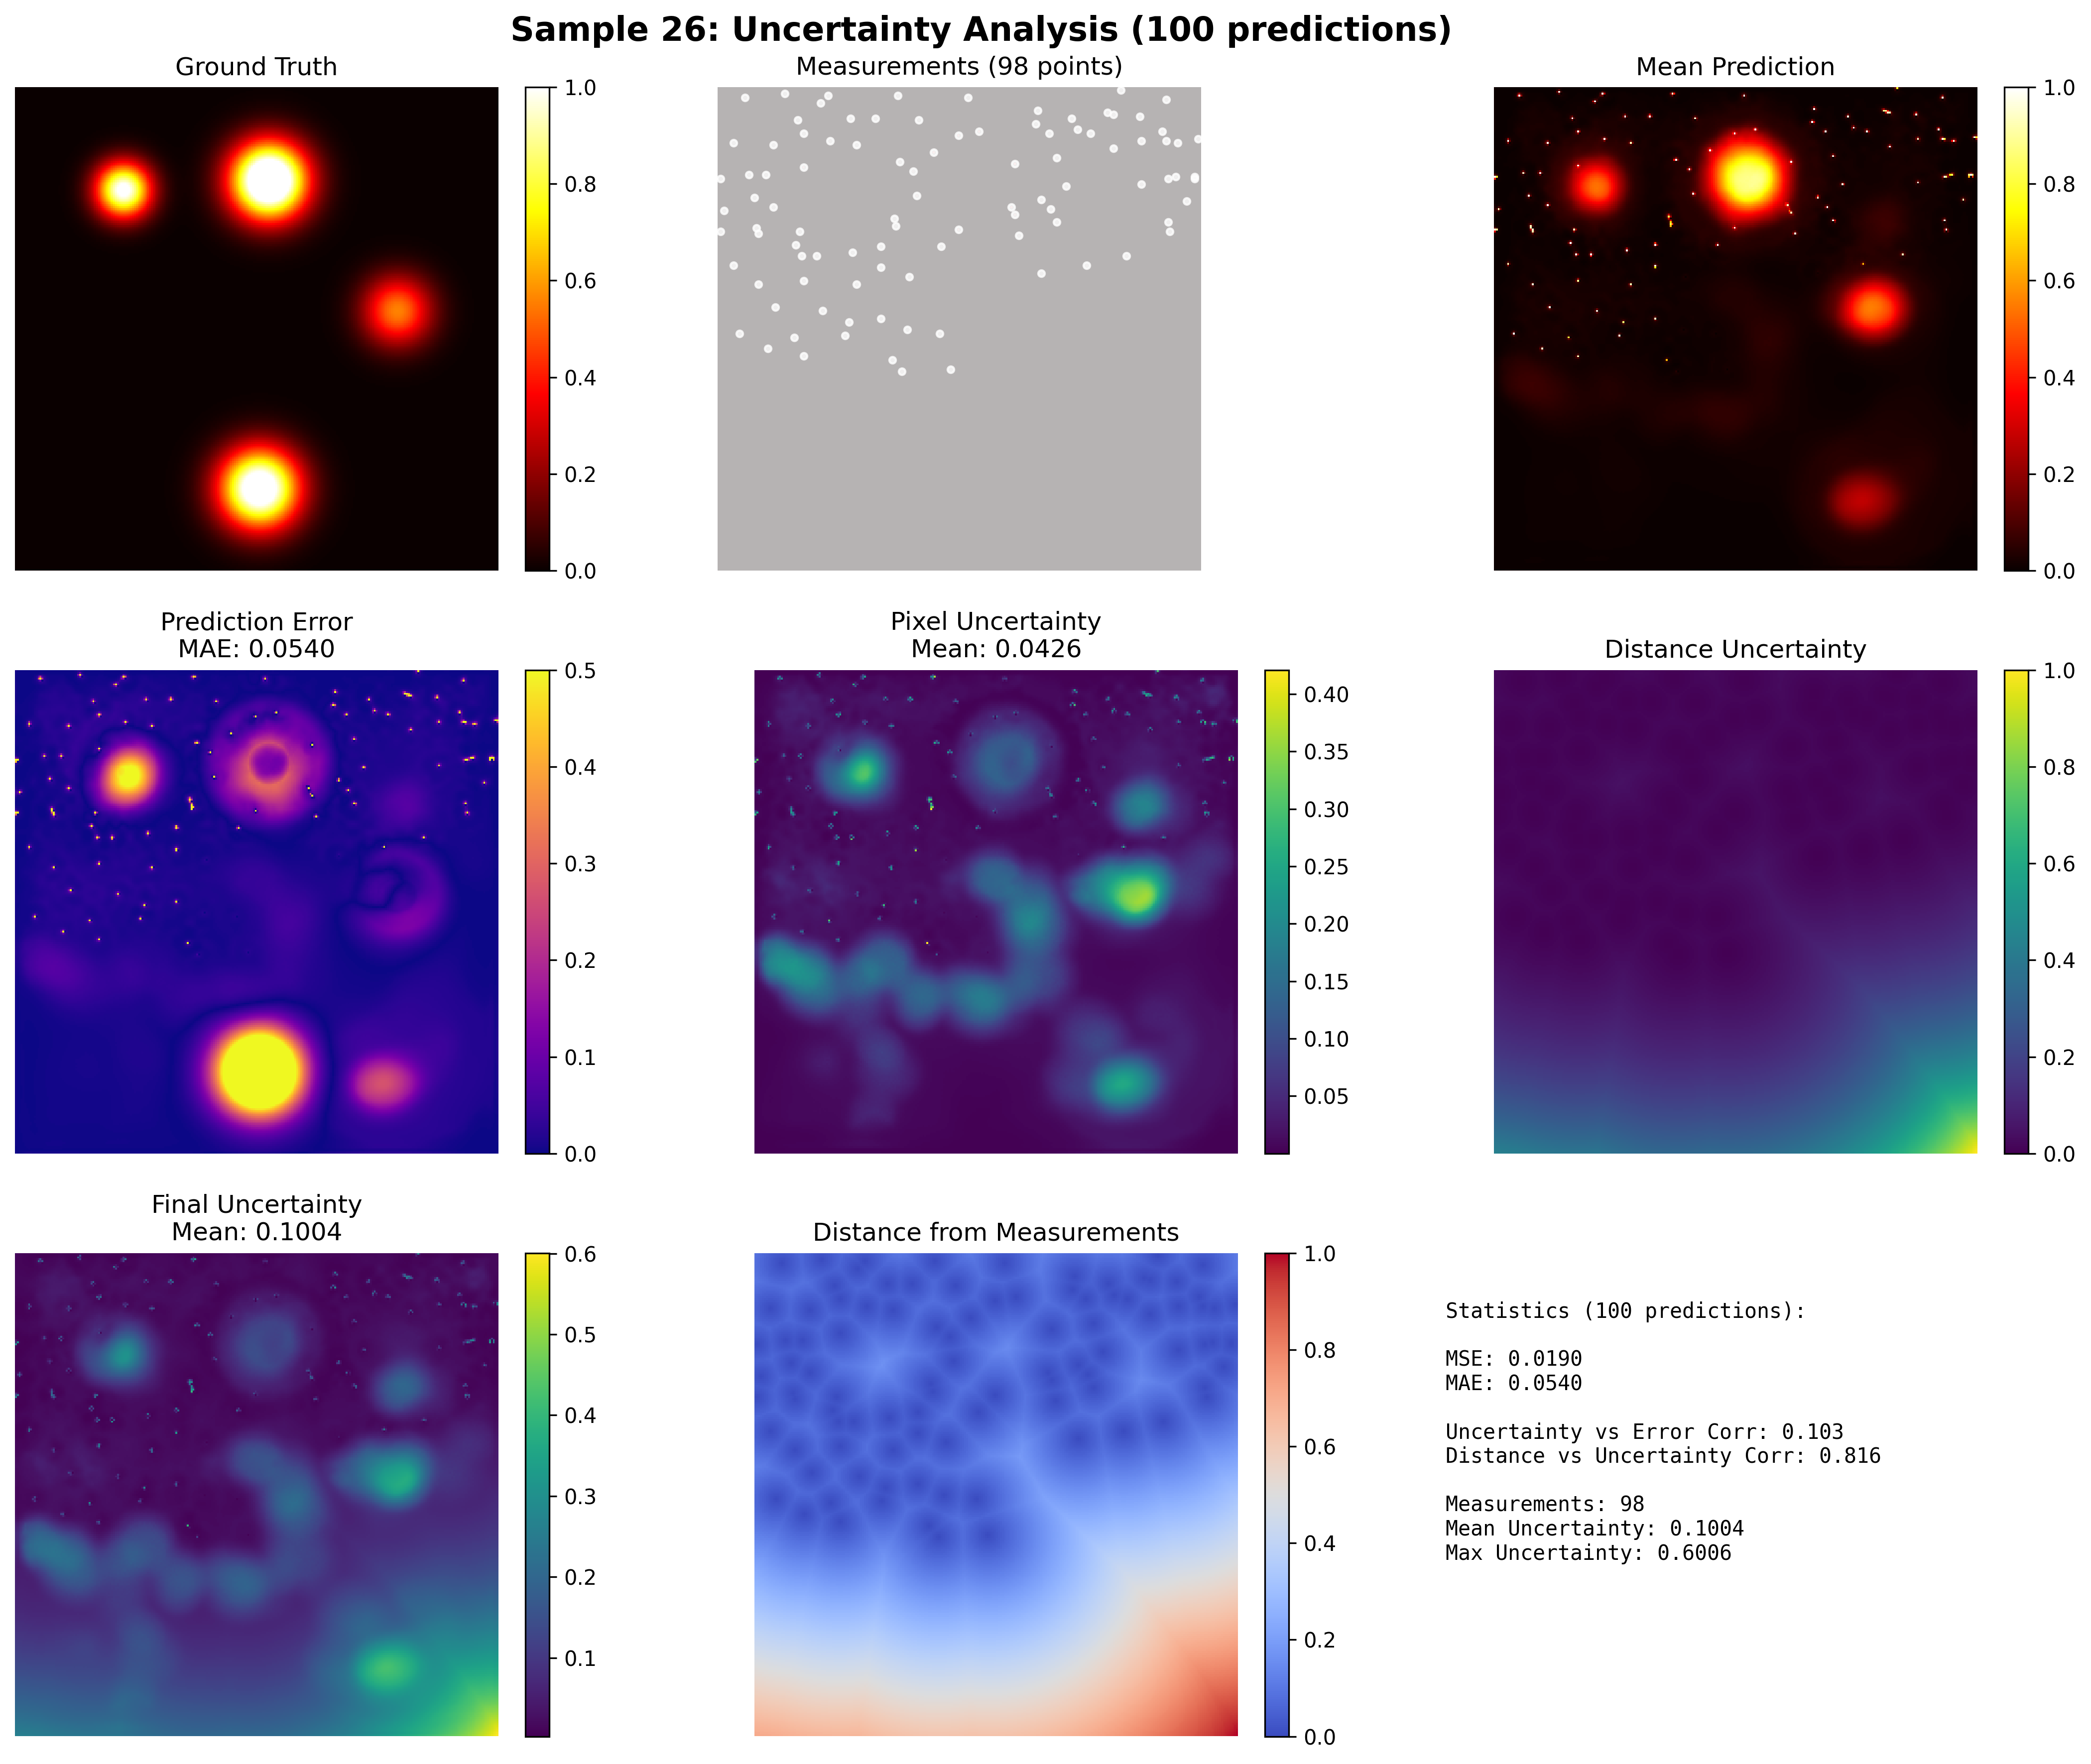 Sample 26: Uncertainty Analysis (100 predictions)
Ground Truth
1.0
0.8
0.6
0.4
0.2
0.0
Measurements (98 points)
Mean Prediction
1.0
0.8
0.6
0.4
0.2
0.0
Prediction Error
MAE: 0.0540
0.5
0.4
0.3
0.2
0.1
0.0
Pixel Uncertainty
Mean: 0.0426
0.40
0.35
0.30
0.25
0.20
0.15
0.10
0.05
Distance Uncertainty
1.0
0.8
0.6
0.4
0.2
0.0
Final Uncertainty
Mean: 0.1004
0.6
0.5
0.4
0.3
0.2
0.1
Distance from Measurements
1.0
0.8
0.6
0.4
0.2
0.0
Statistics (100 predictions):
MSE: 0.0190
MAE: 0.0540
Uncertainty vs Error Corr: 0.103
Distance vs Uncertainty Corr: 0.816
Measurements: 98
Mean Uncertainty: 0.1004
Max Uncertainty: 0.6006